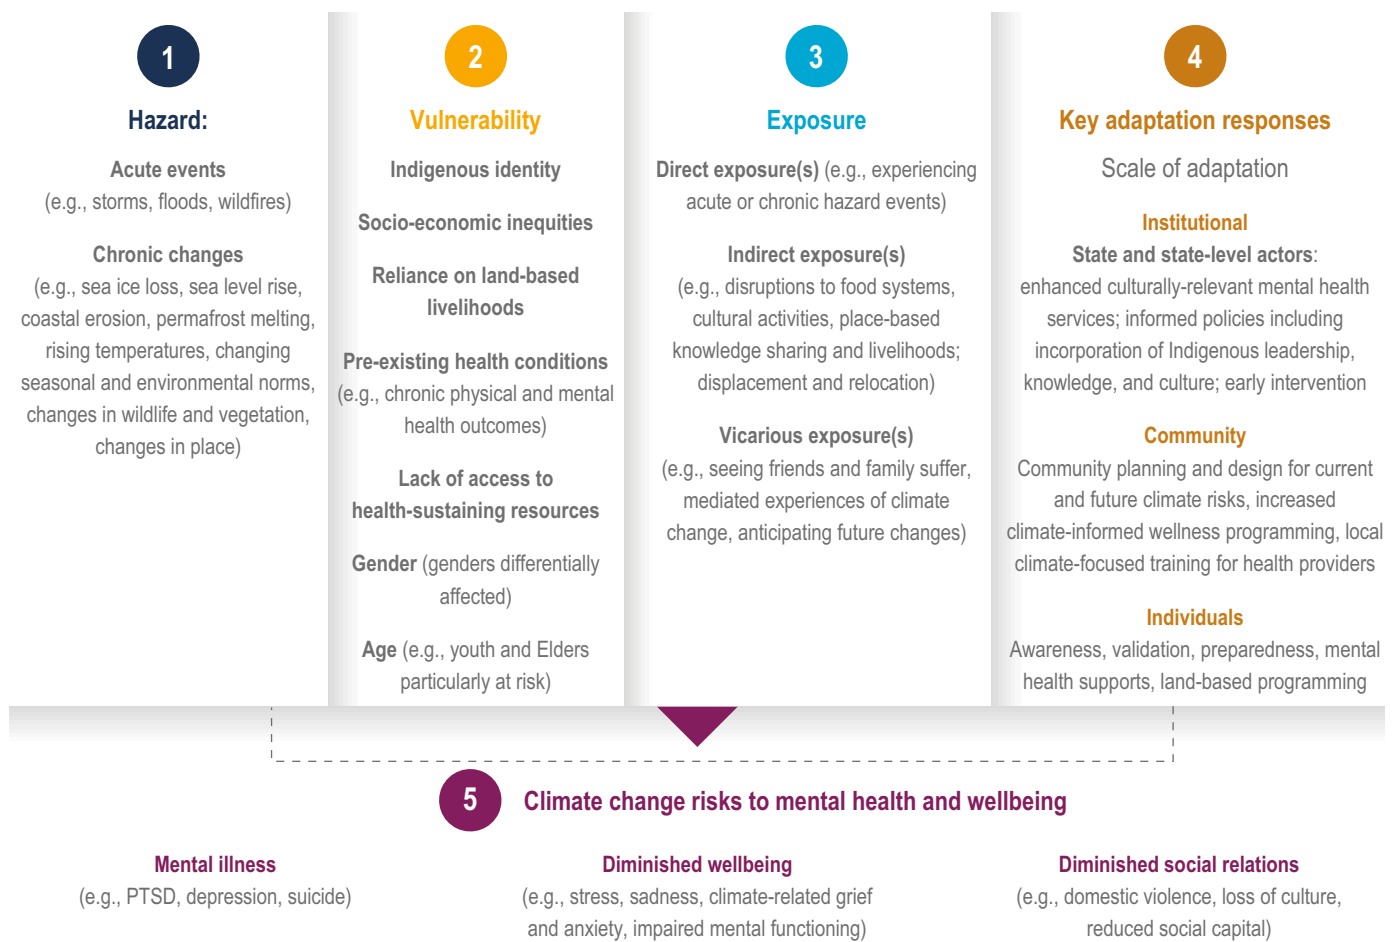 1
Hazard:
Acute events
(e.g., storms, floods, wildfires)
Chronic changes
(e.g., sea ice loss, sea level rise,
coastal erosion, permafrost melting,
rising temperatures, changing
seasonal and environmental norms,
changes in wildlife and vegetation,
changes in place)
2
Vulnerability
Indigenous identity
Socio-economic inequities
Reliance on land-based
livelihoods
Pre-existing health conditions
(e.g., chronic physical and mental
health outcomes)
Lack of access to
health-sustaining resources
Gender (genders differentially
affected)
Age (e.g., youth and Elders
particularly at risk)
3
Exposure
Direct exposure(s) (e.g., experiencing
acute or chronic hazard events)
Indirect exposure(s)
(e.g., disruptions to food systems,
cultural activities, place-based
knowledge sharing and livelihoods;
displacement and relocation)
Vicarious exposure(s)
(e.g., seeing friends and family suffer,
mediated experiences of climate
change, anticipating future changes)
4
Key adaptation responses
Scale of adaptation
Institutional
State and state-level actors:
enhanced culturally-relevant mental health
services; informed policies including
incorporation of Indigenous leadership,
knowledge, and culture; early intervention
Community
Community planning and design for current
and future climate risks, increased
climate-informed wellness programming, local
climate-focused training for health providers
Individuals
Awareness, validation, preparedness, mental
health supports, land-based programming
5
Climate change risks to mental health and wellbeing
Mental illness
(e.g., PTSD, depression, suicide)
Diminished wellbeing
(e.g., stress, sadness, climate-related grief
and anxiety, impaired mental functioning)
Diminished social relations
(e.g., domestic violence, loss of culture,
reduced social capital)